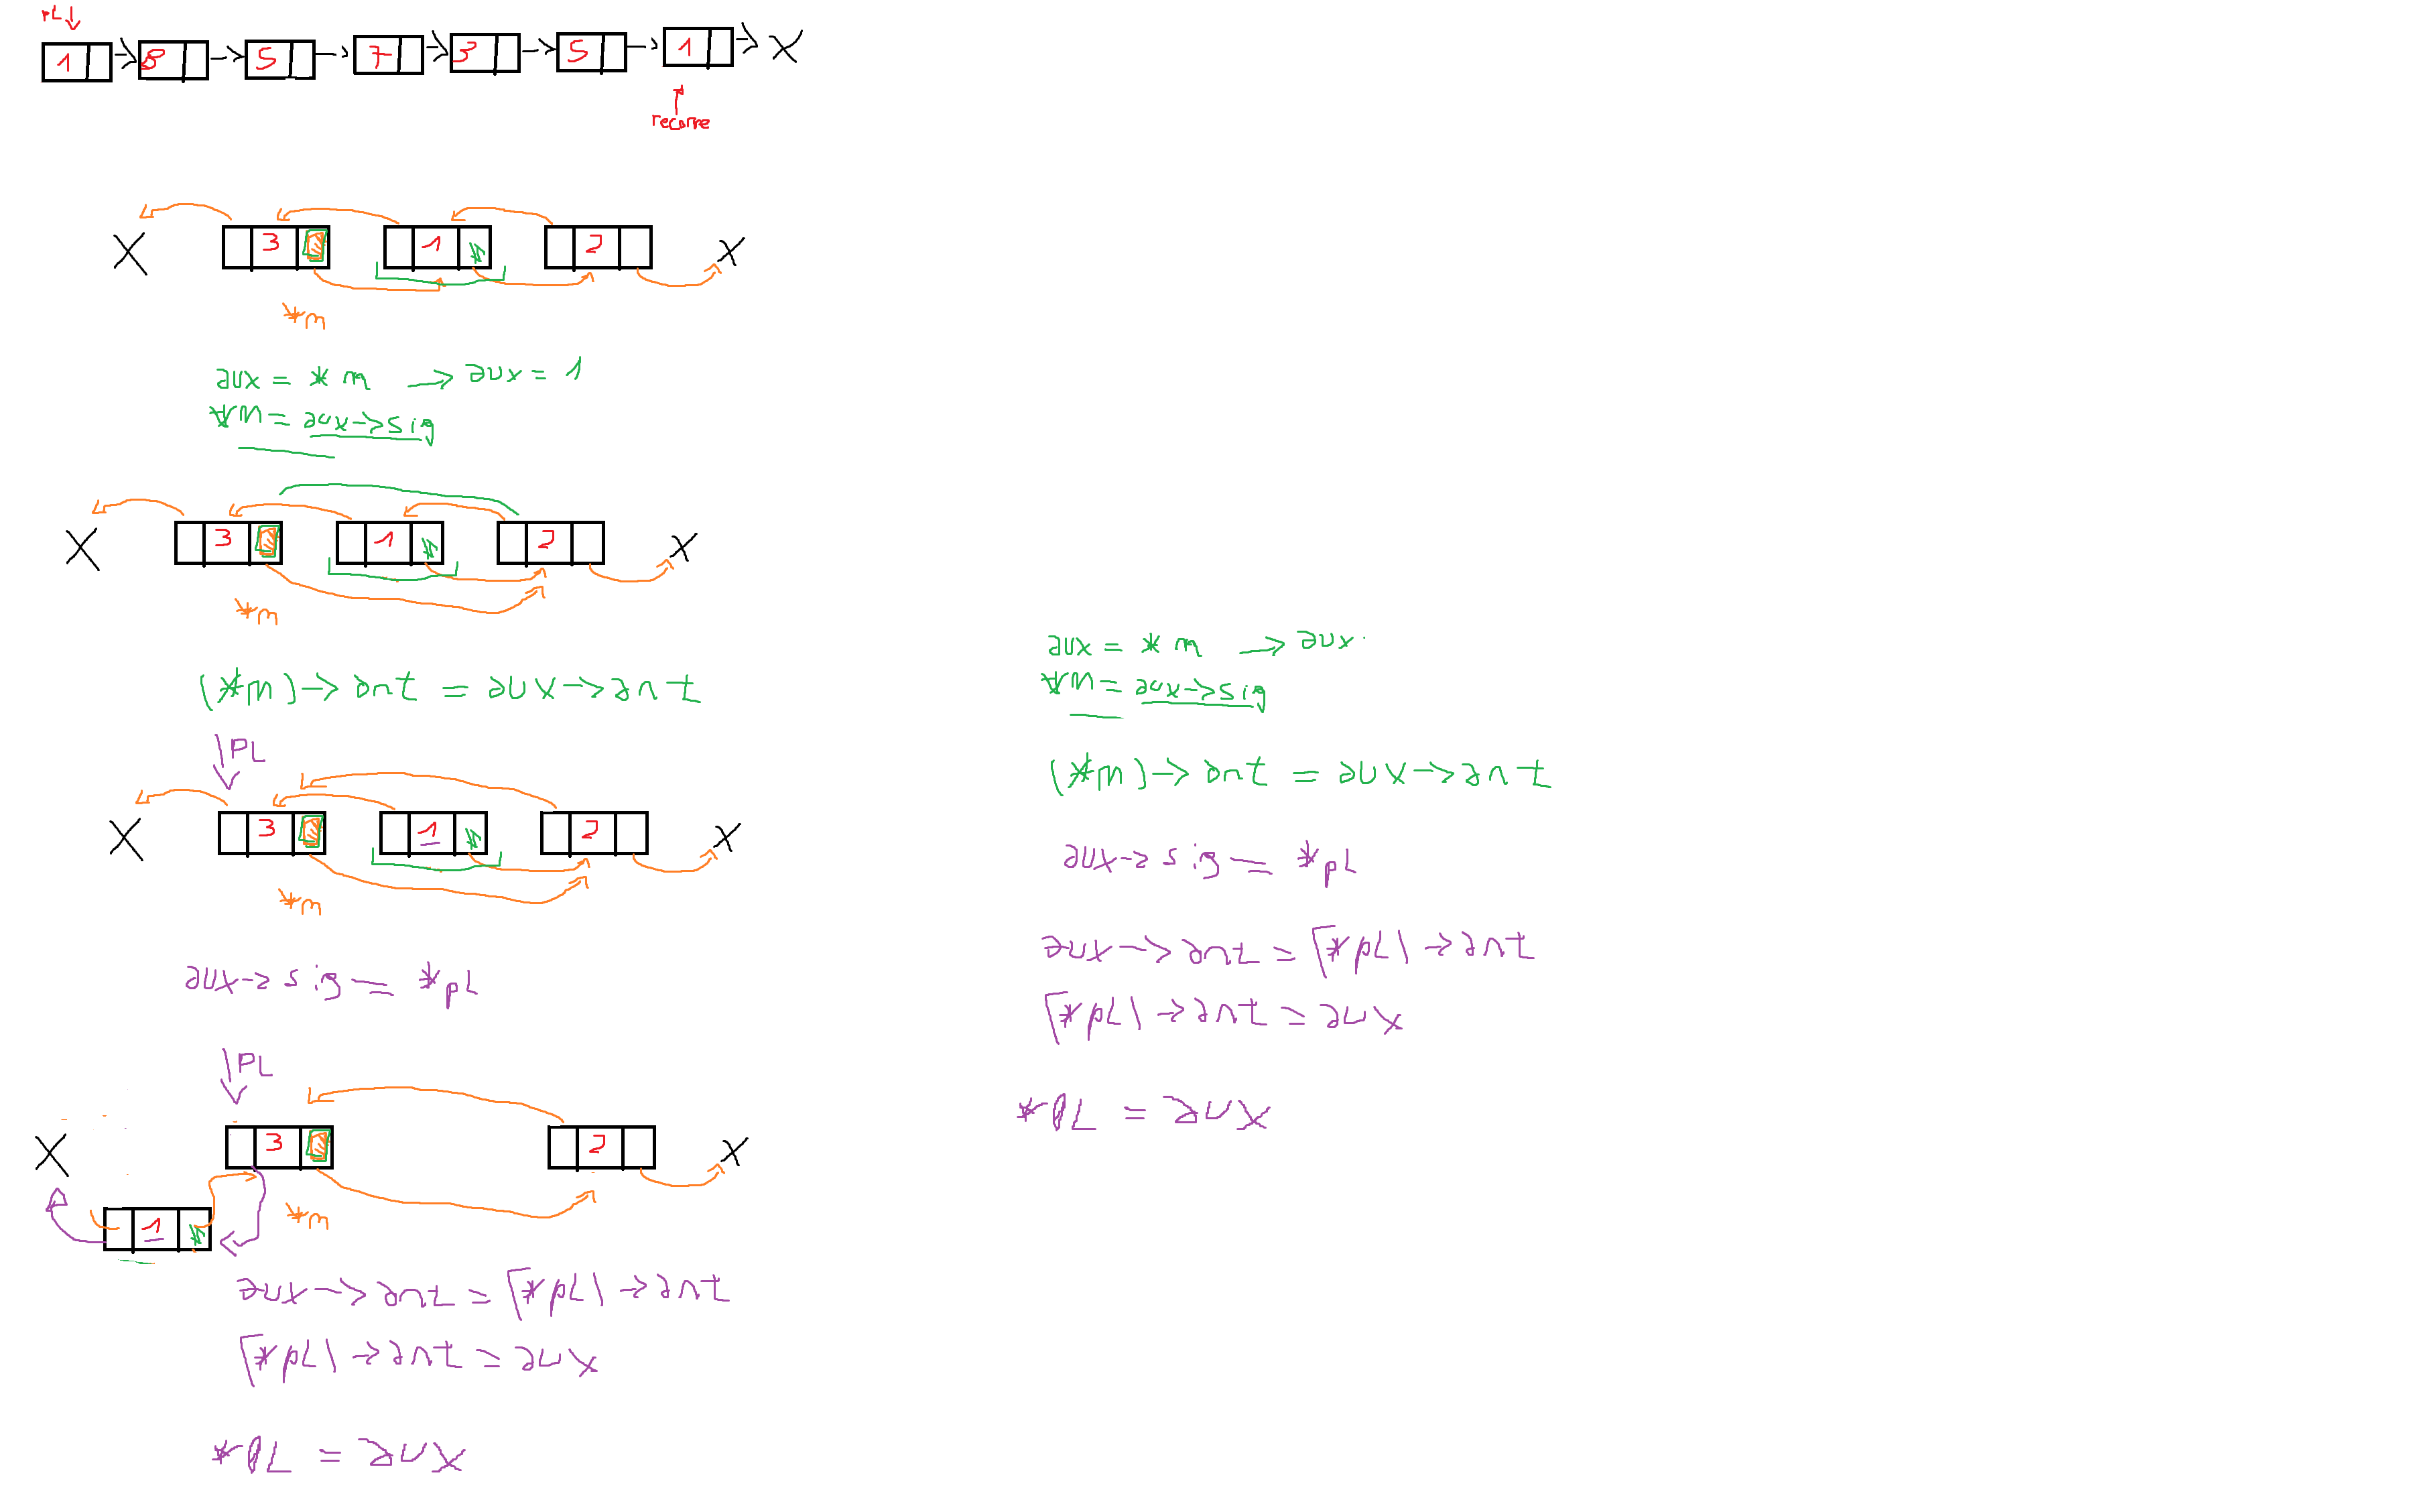 pL
1 8 5 7 3 5 1 X
recorre
X 3 1 2 X
*m
aux = *m → aux = 1
*m = aux->sig
X 3 1 2 X
*m
(*m)->ant = aux->ant
PL
X 3 1 2 X
*m
aux->sig = *pL
PL
X 3 2 X
1
*m
aux->ant = (*pL)->ant
(*pL)->ant = aux
*pL = aux
aux = *m → aux
*m = aux->sig
(*m)->ant = aux->ant
aux->sig = *pL
aux->ant = (*pL)->ant
(*pL)->ant = aux
*pL = aux